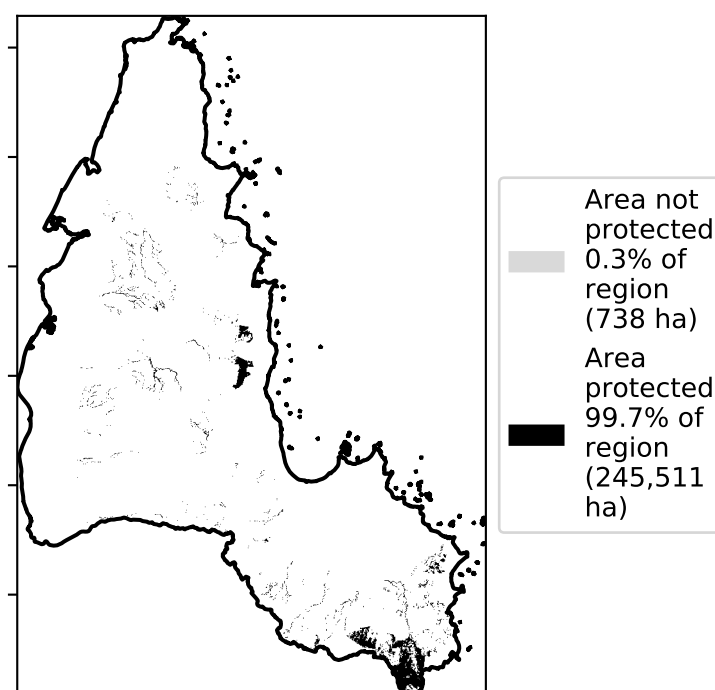 Area not
protected
0.3% of
region
(738 ha)
Area
protected
99.7% of
region
(245,511
ha)